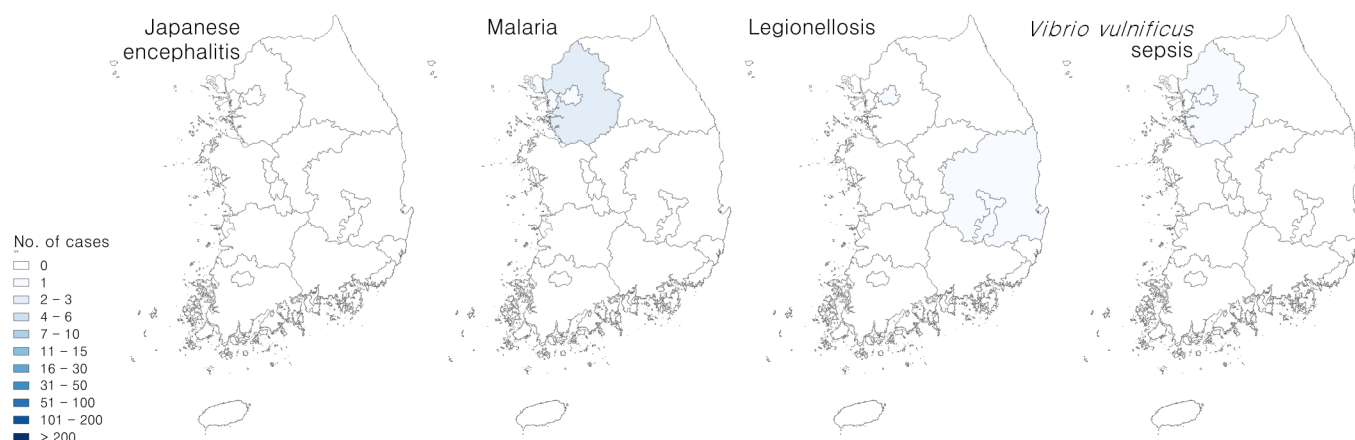 Japanese
encephalitis
Malaria
Legionellosis
Vibrio vulnificus
sepsis
No. of cases
0
1
2 – 3
4 – 6
7 – 10
11 – 15
16 – 30
31 – 50
51 – 100
101 – 200
> 200